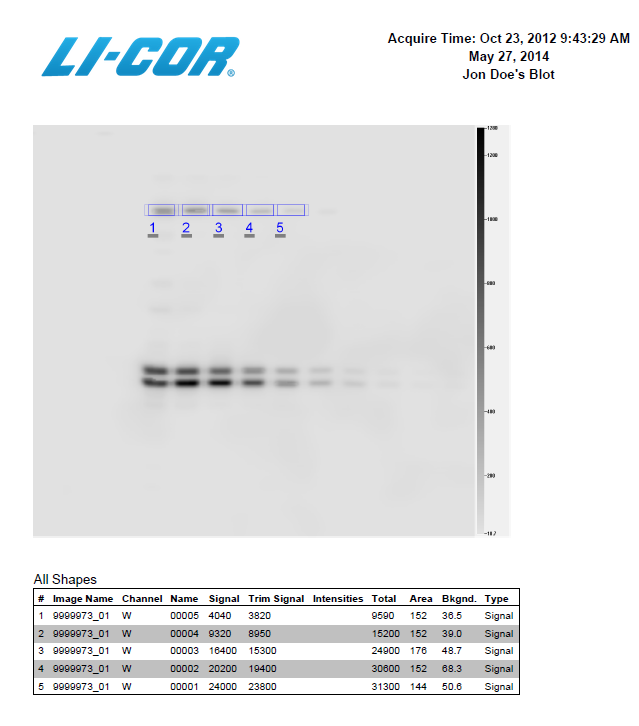 LI-COR®
Acquire Time: Oct 23, 2012 9:43:29 AM
May 27, 2014
Jon Doe's Blot
1200
1000
800
600
400
200
1 2 3 4 5
All Shapes
# Image Name Channel Name Signal Trim Signal Intensities Total Area Bkgnd. Type
1 9999973_01 W 00005 4040 3820 9590 152 36.5 Signal
2 9999973_01 W 00004 9320 8950 15200 152 39.0 Signal
3 9999973_01 W 00003 16400 15300 24900 176 48.7 Signal
4 9999973_01 W 00002 20200 19400 30600 152 68.3 Signal
5 9999973_01 W 00001 24000 23800 31300 144 50.6 Signal